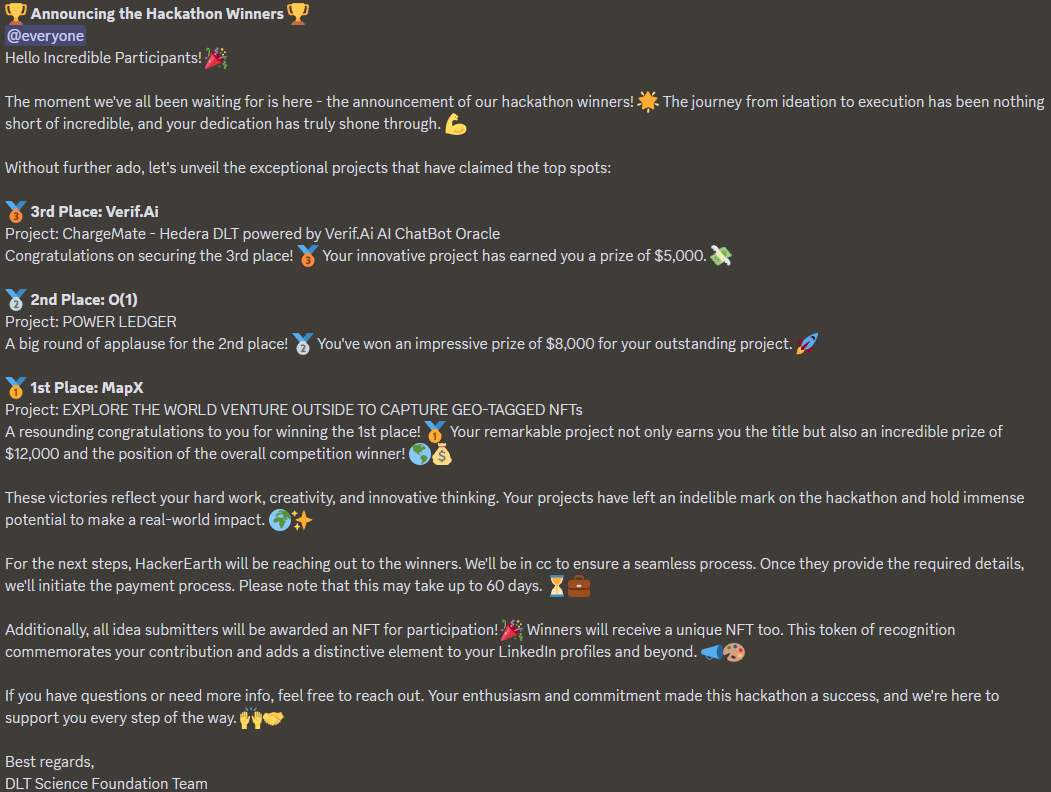 🏆 Announcing the Hackathon Winners 🏆
@everyone
Hello Incredible Participants! 🎉
The moment we've all been waiting for is here - the announcement of our hackathon winners! 🌟 The journey from ideation to execution has been nothing
short of incredible, and your dedication has truly shone through. 💪
Without further ado, let's unveil the exceptional projects that have claimed the top spots:
🥉 3rd Place: Verif.Ai
Project: ChargeMate - Hedera DLT powered by Verif.Ai AI ChatBot Oracle
Congratulations on securing the 3rd place! 🥉 Your innovative project has earned you a prize of $5,000. 💸
🥈 2nd Place: O(1)
Project: POWER LEDGER
A big round of applause for the 2nd place! 🥈 You've won an impressive prize of $8,000 for your outstanding project. 🚀
🥇 1st Place: MapX
Project: EXPLORE THE WORLD VENTURE OUTSIDE TO CAPTURE GEO-TAGGED NFTs
A resounding congratulations to you for winning the 1st place! 🥇 Your remarkable project not only earns you the title but also an incredible prize of
$12,000 and the position of the overall competition winner! 🌎💰
These victories reflect your hard work, creativity, and innovative thinking. Your projects have left an indelible mark on the hackathon and hold immense
potential to make a real-world impact. 🌍✨
For the next steps, HackerEarth will be reaching out to the winners. We'll be in cc to ensure a seamless process. Once they provide the required details,
we'll initiate the payment process. Please note that this may take up to 60 days. ⏳💼
Additionally, all idea submitters will be awarded an NFT for participation! 🎉 Winners will receive a unique NFT too. This token of recognition
commemorates your contribution and adds a distinctive element to your LinkedIn profiles and beyond. 📣🎨
If you have questions or need more info, feel free to reach out. Your enthusiasm and commitment made this hackathon a success, and we're here to
support you every step of the way. 🙌🤝
Best regards,
DLT Science Foundation Team